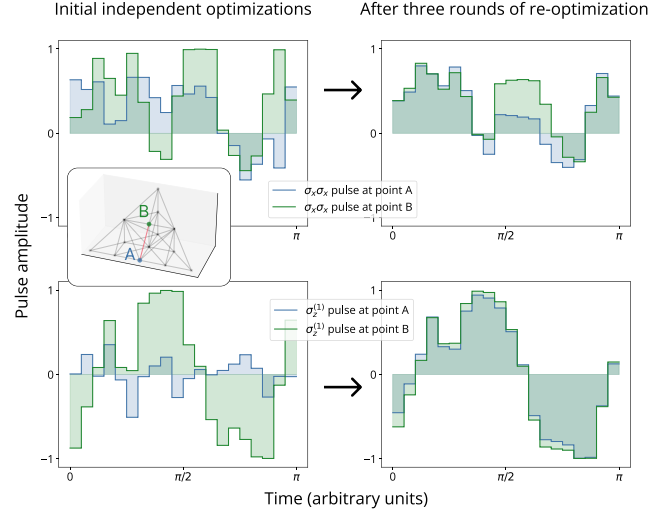 Initial independent optimizations
After three rounds of re-optimization
1
0
−1
π
1
0
−1
0
π/2
π
B
A
σₓσₓ pulse at point A
σₓσₓ pulse at point B
Pulse amplitude
1
0
−1
0
π/2
π
1
0
−1
0
π/2
π
σ_z^(1) pulse at point A
σ_z^(1) pulse at point B
Time (arbitrary units)